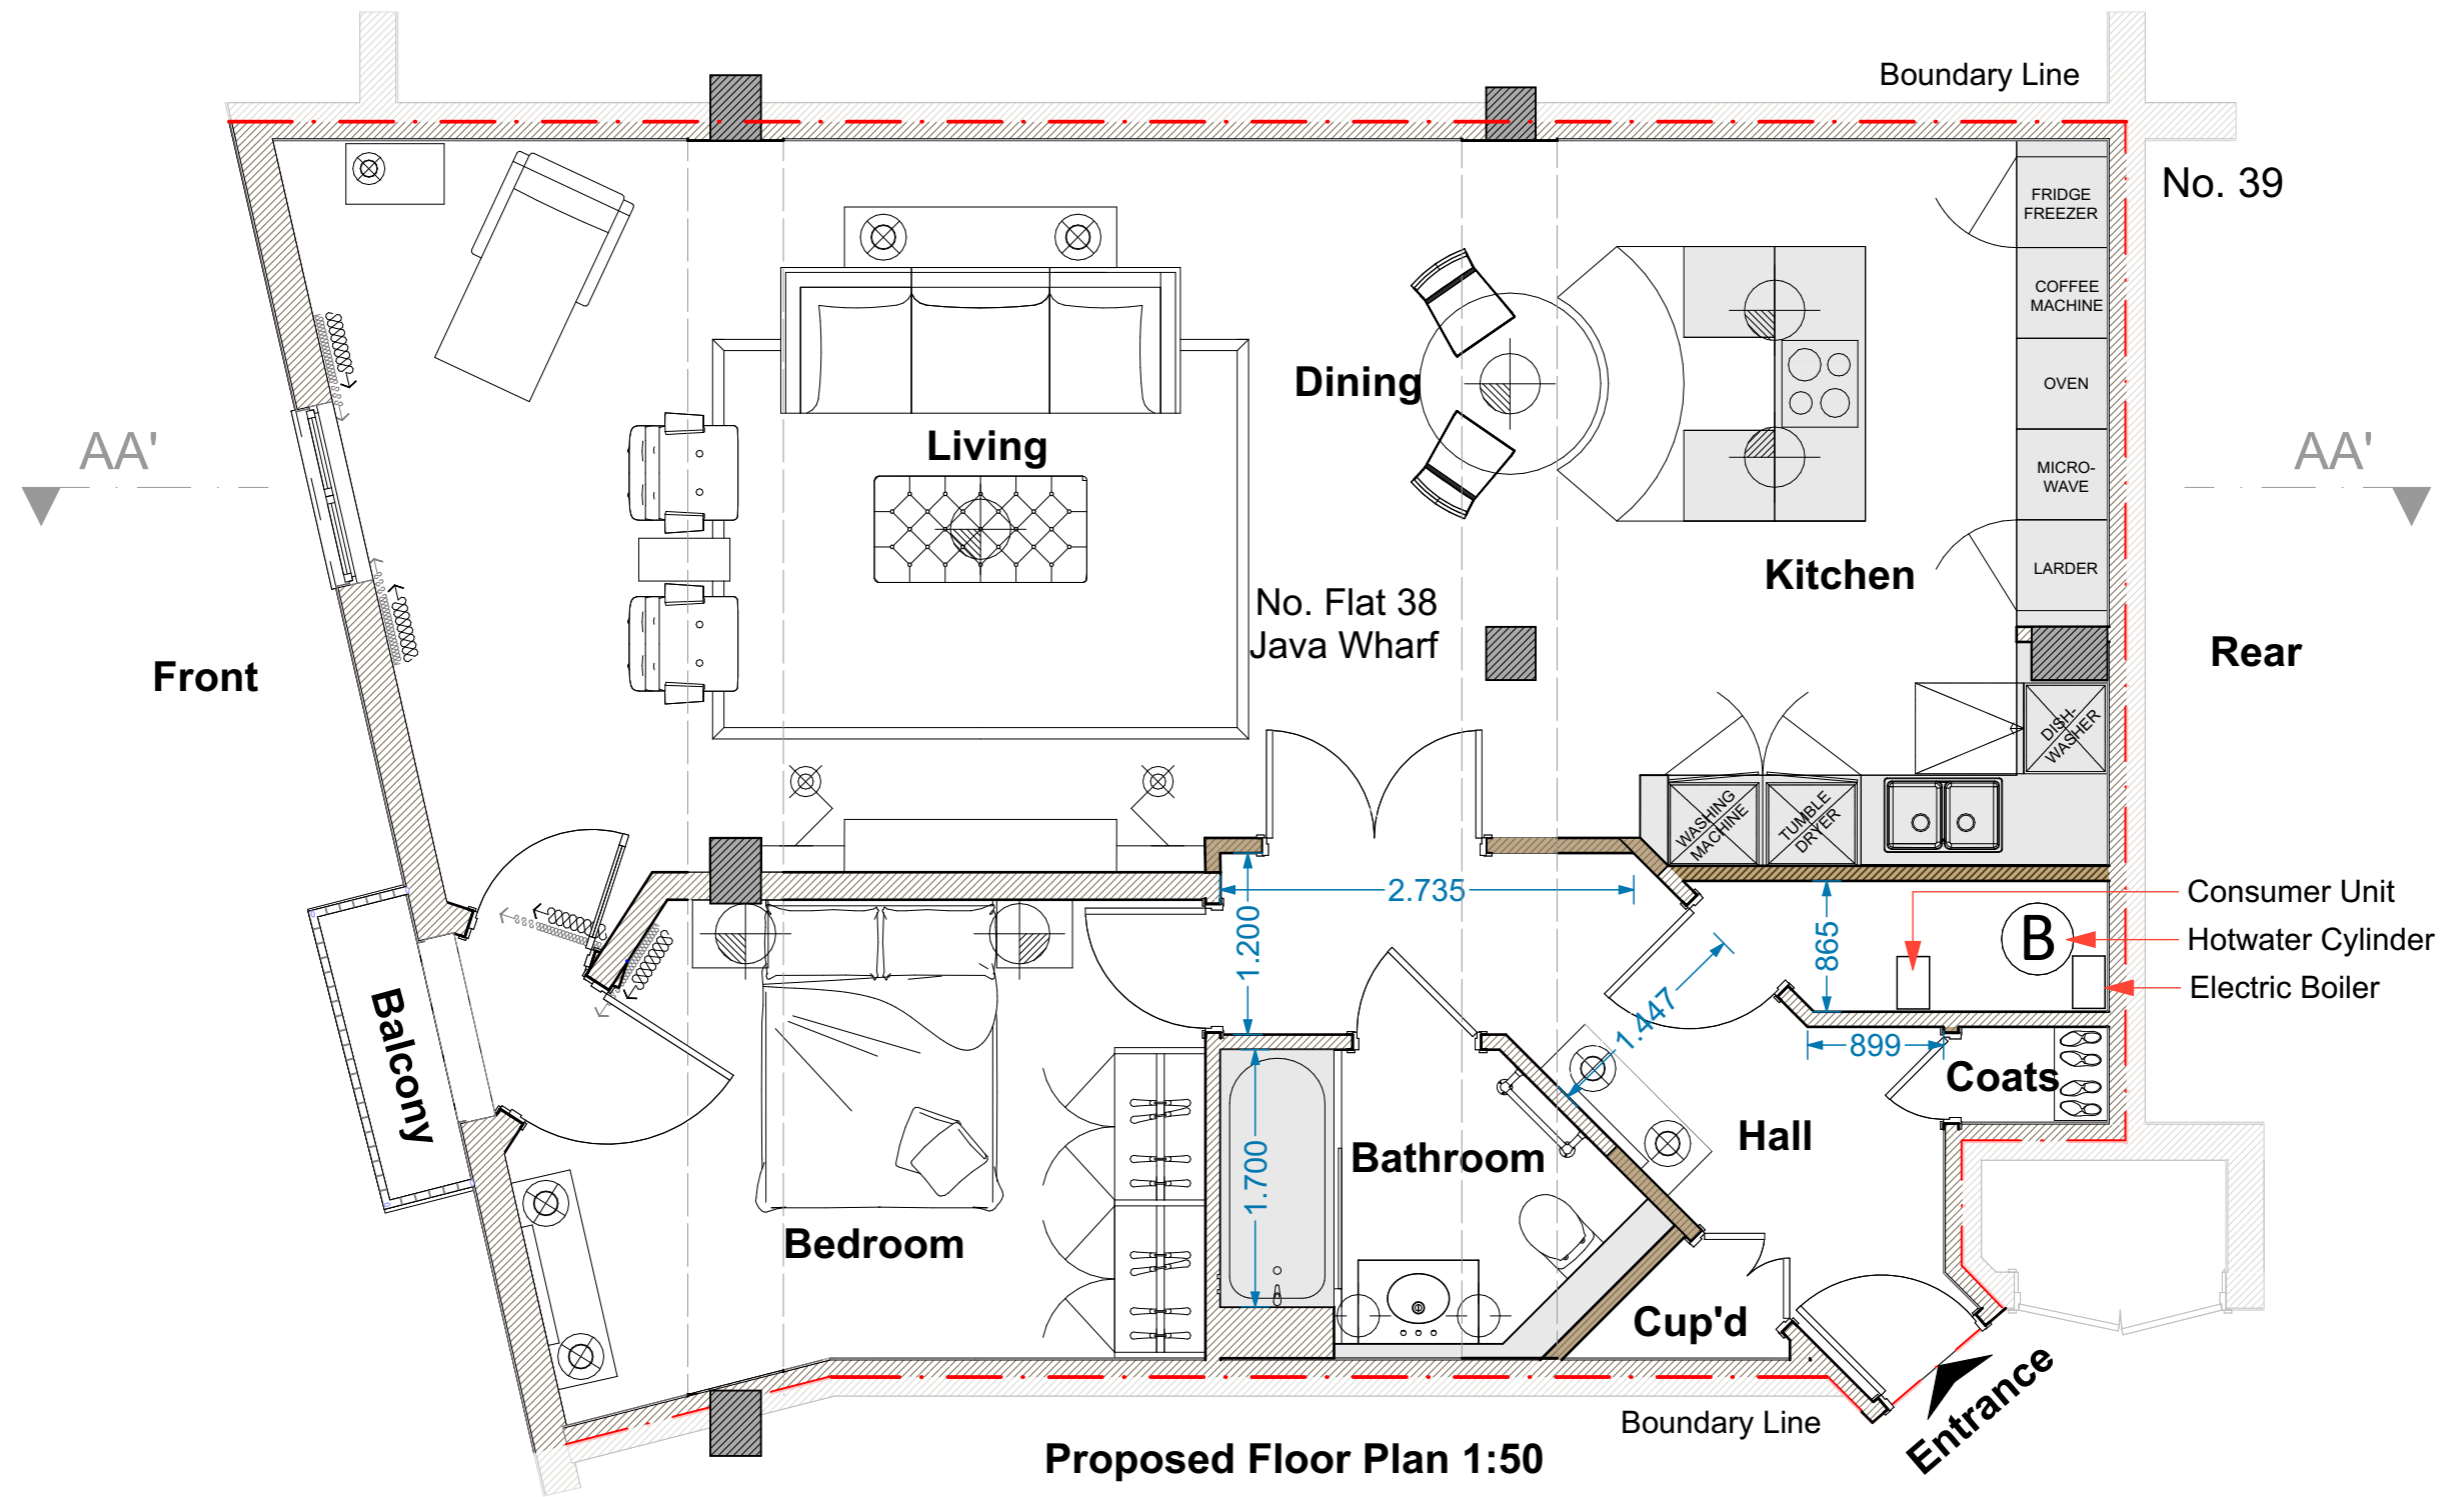 Boundary Line
No. 39
FRIDGE
FREEZER
COFFEE
MACHINE
OVEN
MICRO-
WAVE
LARDER
Dining
Living
AA'
AA'
Kitchen
No. Flat 38
Java Wharf
Front
Rear
DISH-
WASHER
WASHING
MACHINE
TUMBLE
DRYER
2.735
1.200
865
B
Consumer Unit
Hotwater Cylinder
Electric Boiler
1.447
899
Coats
Balcony
Hall
Bathroom
1.700
Bedroom
Cup'd
Entrance
Boundary Line
Proposed Floor Plan 1:50